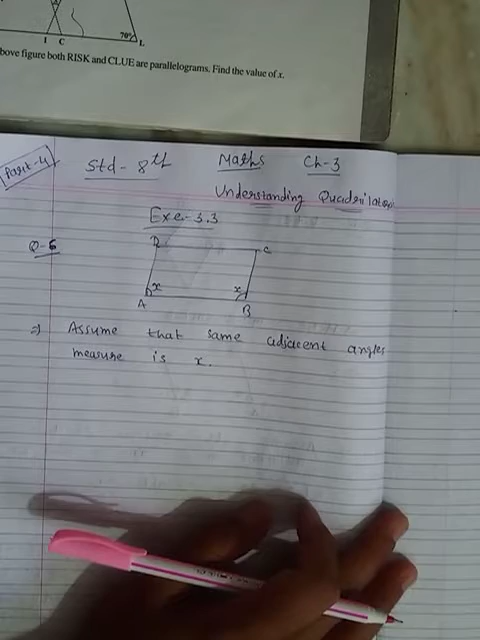 x
I C
70° L
bove figure both RISK and CLUE are parallelograms. Find the value of x.
Part-4
Std- 8th Maths Ch-3
Understanding Quadrilaterals
Exe-3.3
Q-6
D C
x x
A B
⇒ Assume that same adjacent angles
measure is x.